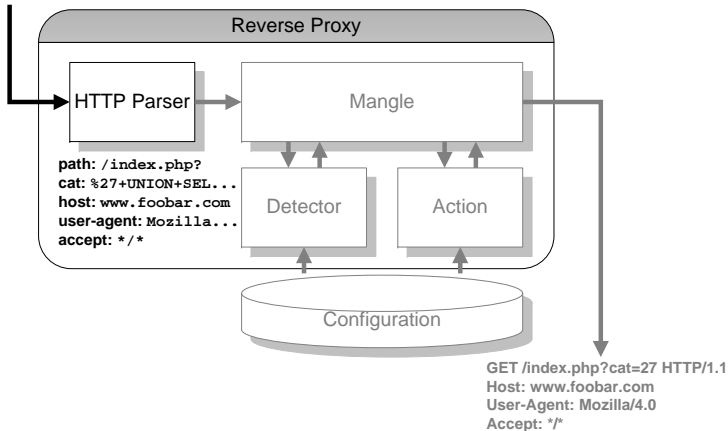 Reverse Proxy
HTTP Parser
Mangle
path: /index.php?
cat: %27+UNION+SEL...
host: www.foobar.com
user-agent: Mozilla...
accept: */*
Detector
Action
Configuration
GET /index.php?cat=27 HTTP/1.1
Host: www.foobar.com
User-Agent: Mozilla/4.0
Accept: */*